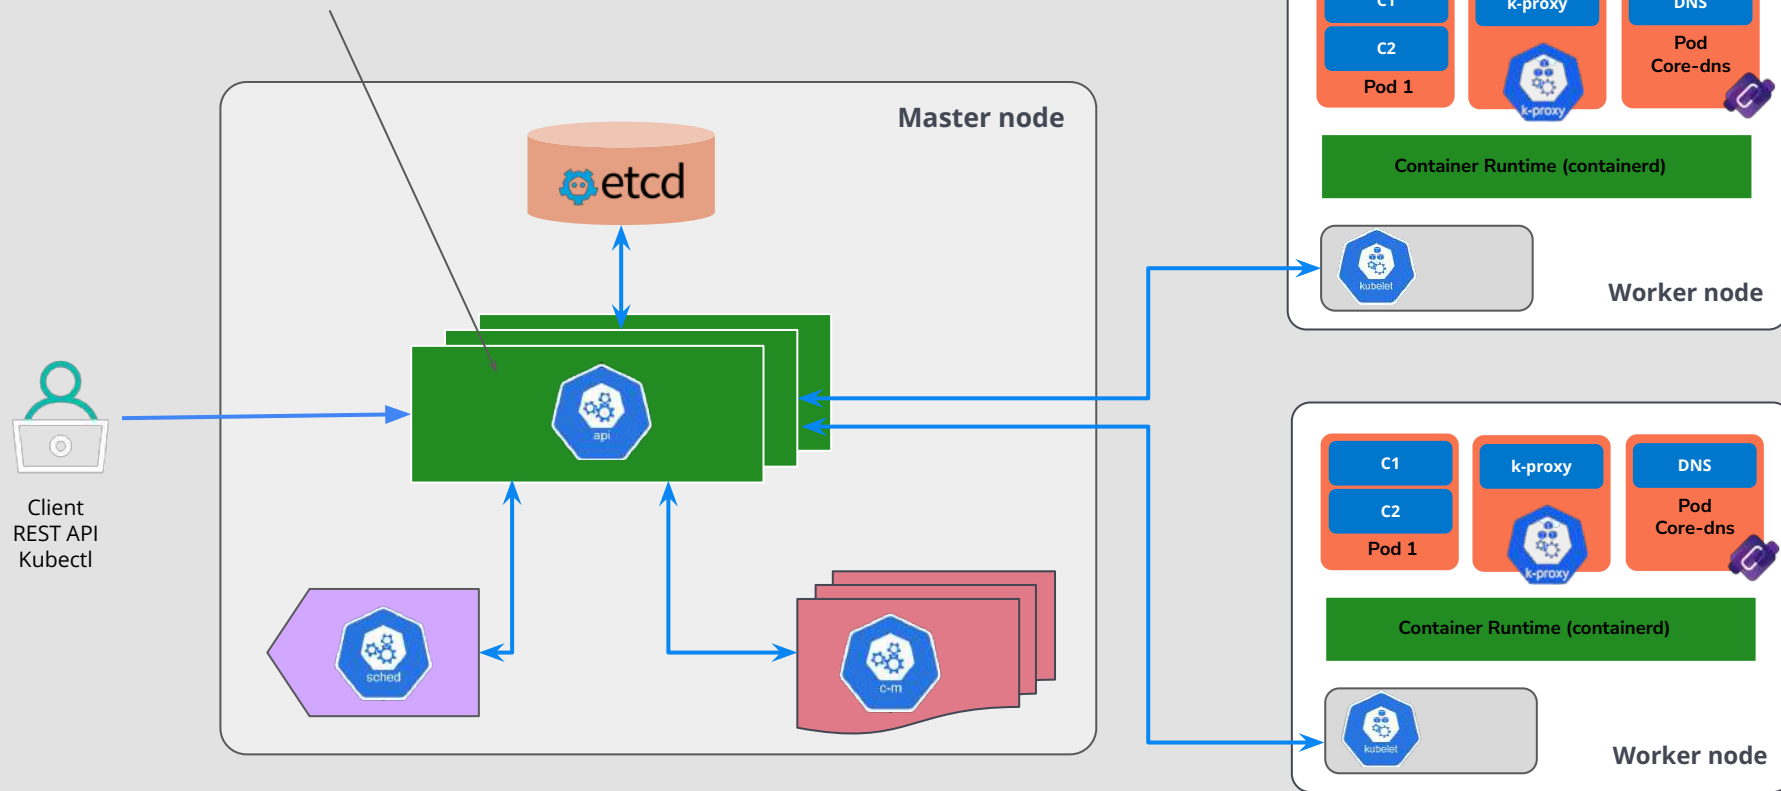 C1
k-proxy
DNS
C2
Pod
Core-dns
Pod 1
k-proxy
Master node
etcd
Container Runtime (containerd)
kubelet
Worker node
api
Client
REST API
Kubectl
C1
k-proxy
DNS
C2
Pod
Core-dns
Pod 1
k-proxy
sched
c-m
Container Runtime (containerd)
kubelet
Worker node